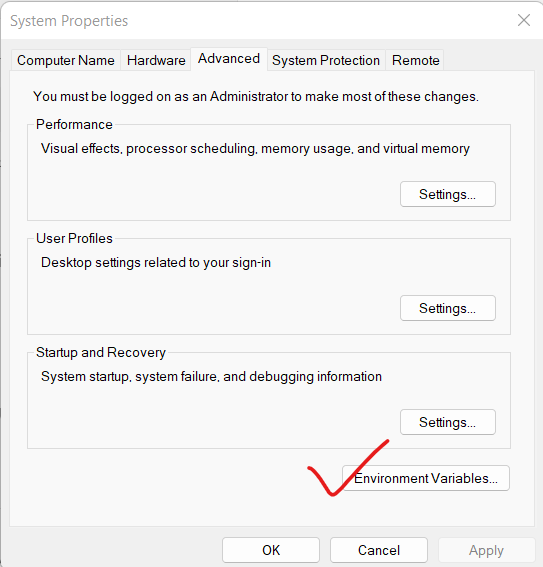 System Properties
Computer Name Hardware Advanced System Protection Remote
You must be logged on as an Administrator to make most of these changes.
Performance
Visual effects, processor scheduling, memory usage, and virtual memory
Settings...
User Profiles
Desktop settings related to your sign-in
Settings...
Startup and Recovery
System startup, system failure, and debugging information
Settings...
Environment Variables...
OK Cancel Apply